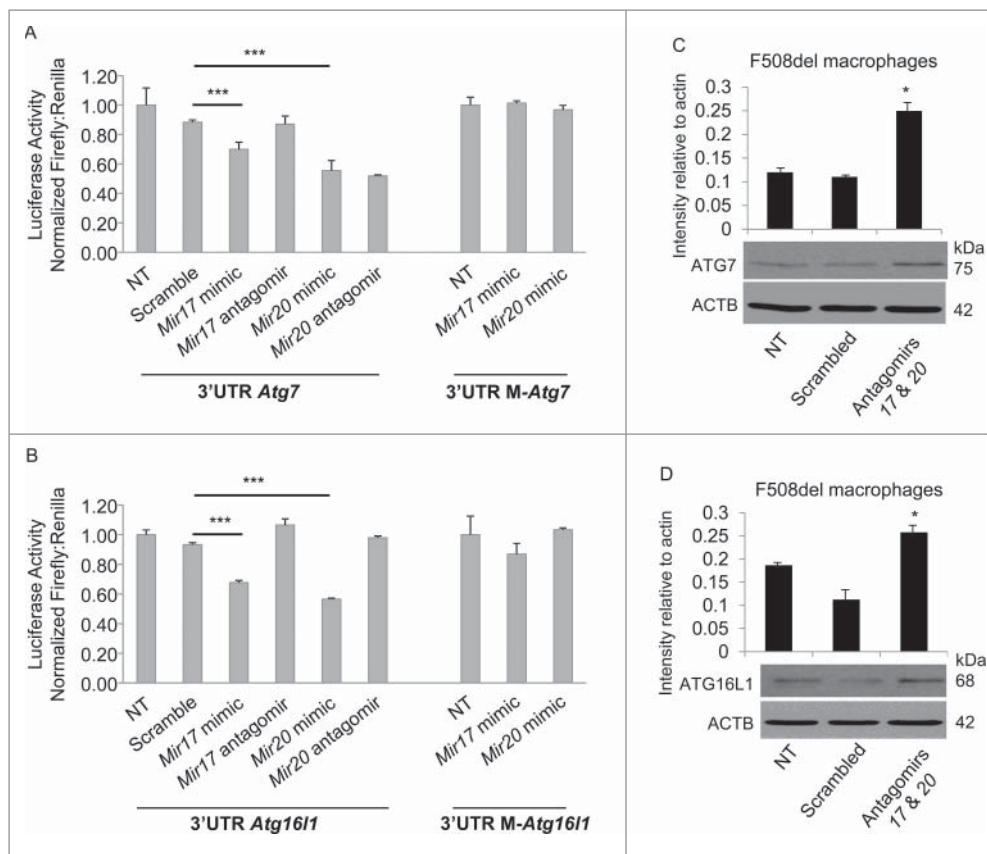 A
***
***
Luciferase Activity
Normalized Firefly:Renilla
1.20
1.00
0.80
0.60
0.40
0.20
0.00
NT
Scramble
Mir17 mimic
Mir17 antagomir
Mir20 mimic
Mir20 antagomir
NT
Mir17 mimic
Mir20 mimic
3'UTR Atg7
3'UTR M-Atg7
C
F508del macrophages
*
Intensity relative to actin
0.3
0.25
0.2
0.15
0.1
0.05
0
kDa
ATG7
75
ACTB
42
NT
Scrambled
Antagomirs
17 & 20
B
***
***
Luciferase Activity
Normalized Firefly:Renilla
1.20
1.00
0.80
0.60
0.40
0.20
0.00
NT
Scramble
Mir17 mimic
Mir17 antagomir
Mir20 mimic
Mir20 antagomir
NT
Mir17 mimic
Mir20 mimic
3'UTR Atg16l1
3'UTR M-Atg16l1
D
F508del macrophages
*
Intensity relative to actin
0.3
0.25
0.2
0.15
0.1
0.05
0
kDa
ATG16L1
68
ACTB
42
NT
Scrambled
Antagomirs
17 & 20